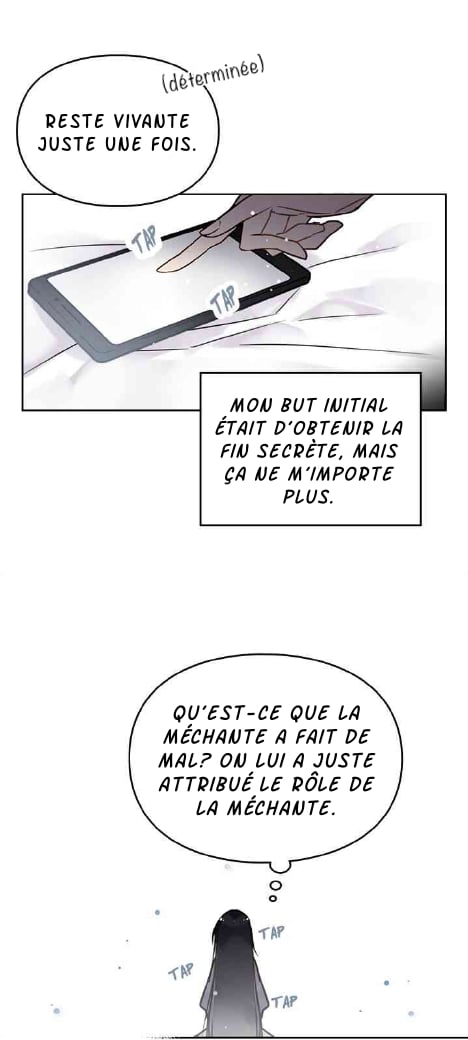 (déterminée)
RESTE VIVANTE
JUSTE UNE FOIS.
TAP
TAP
MON BUT INITIAL
ÉTAIT D'OBTENIR LA
FIN SECRÈTE, MAIS
ÇA NE M'IMPORTE
PLUS.
QU'EST-CE QUE LA
MÉCHANTE A FAIT DE
MAL? ON LUI A JUSTE
ATTRIBUÉ LE RÔLE DE
LA MÉCHANTE.
TAP
TAP
TAP